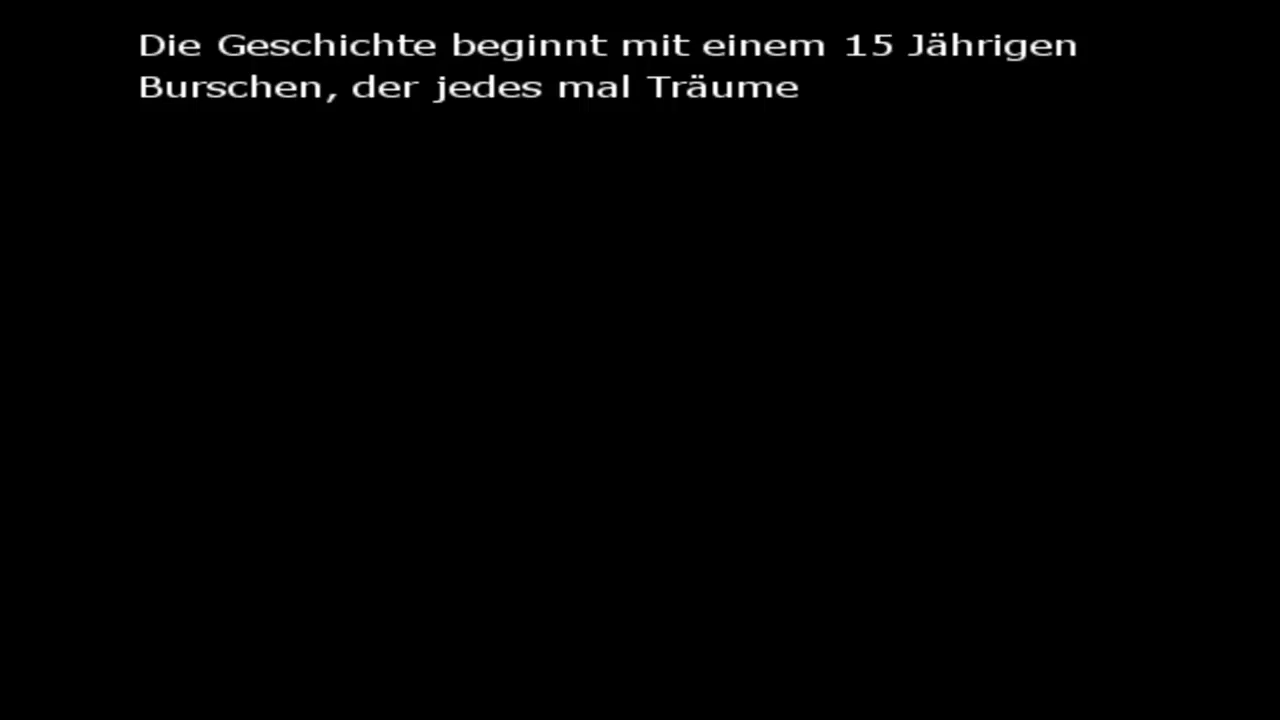 Die Geschichte beginnt mit einem 15 Jährigen
Burschen, der jedes mal Träume